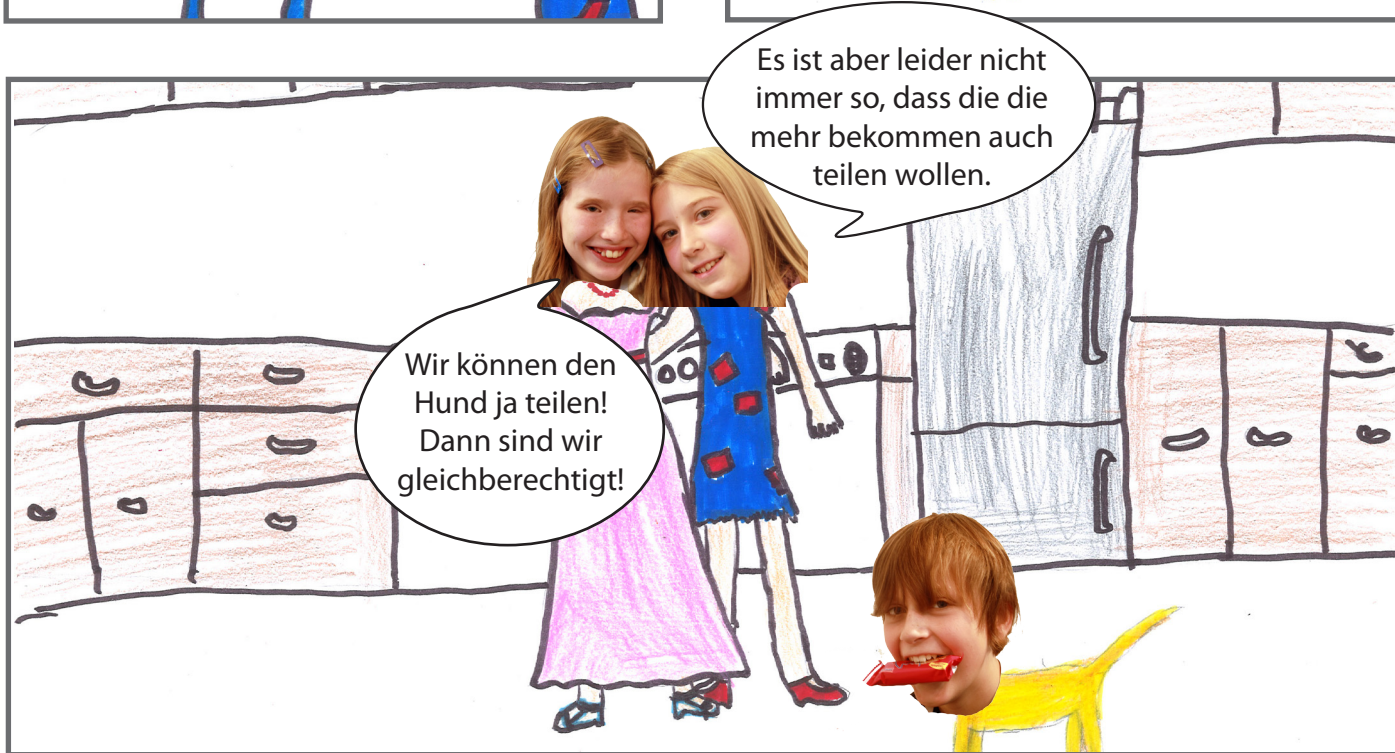 Es ist aber leider nicht
immer so, dass die die
mehr bekommen auch
teilen wollen.
Wir können den
Hund ja teilen!
Dann sind wir
gleichberechtigt!